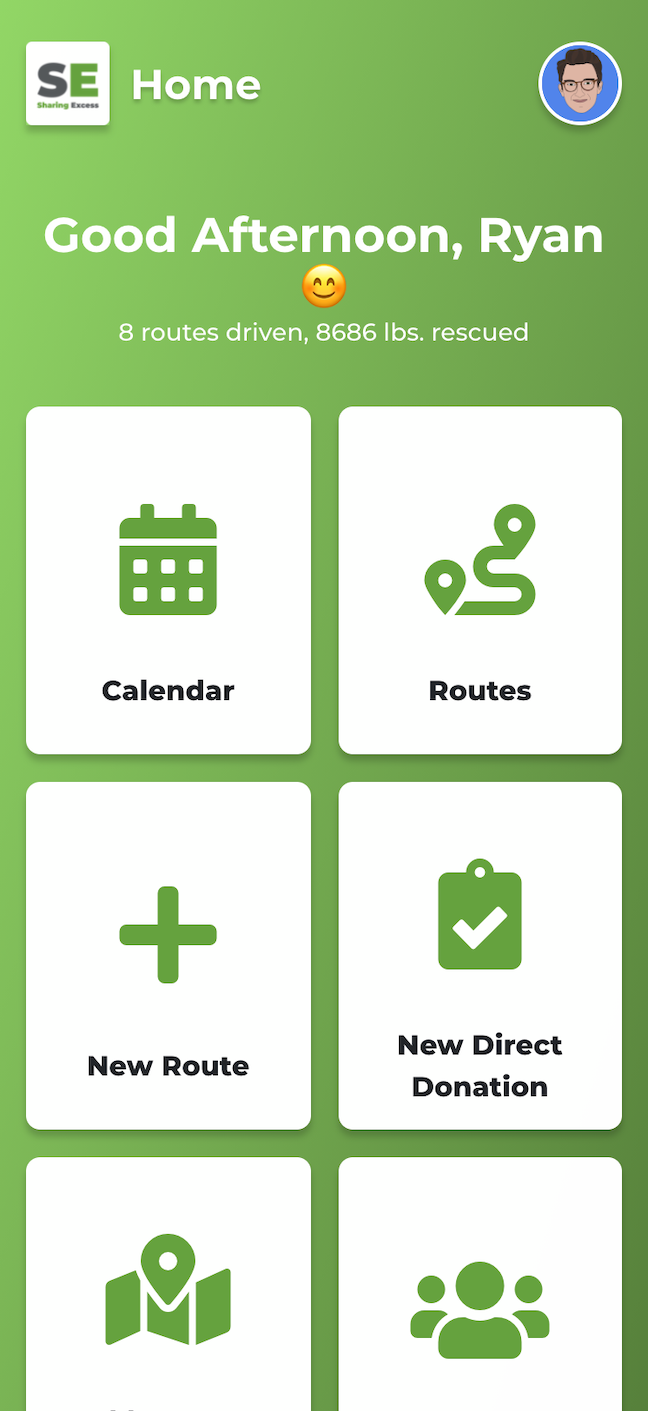 SE
Sharing Excess
Home
Good Afternoon, Ryan
😊
8 routes driven, 8686 lbs. rescued
Calendar
Routes
New Route
New Direct
Donation